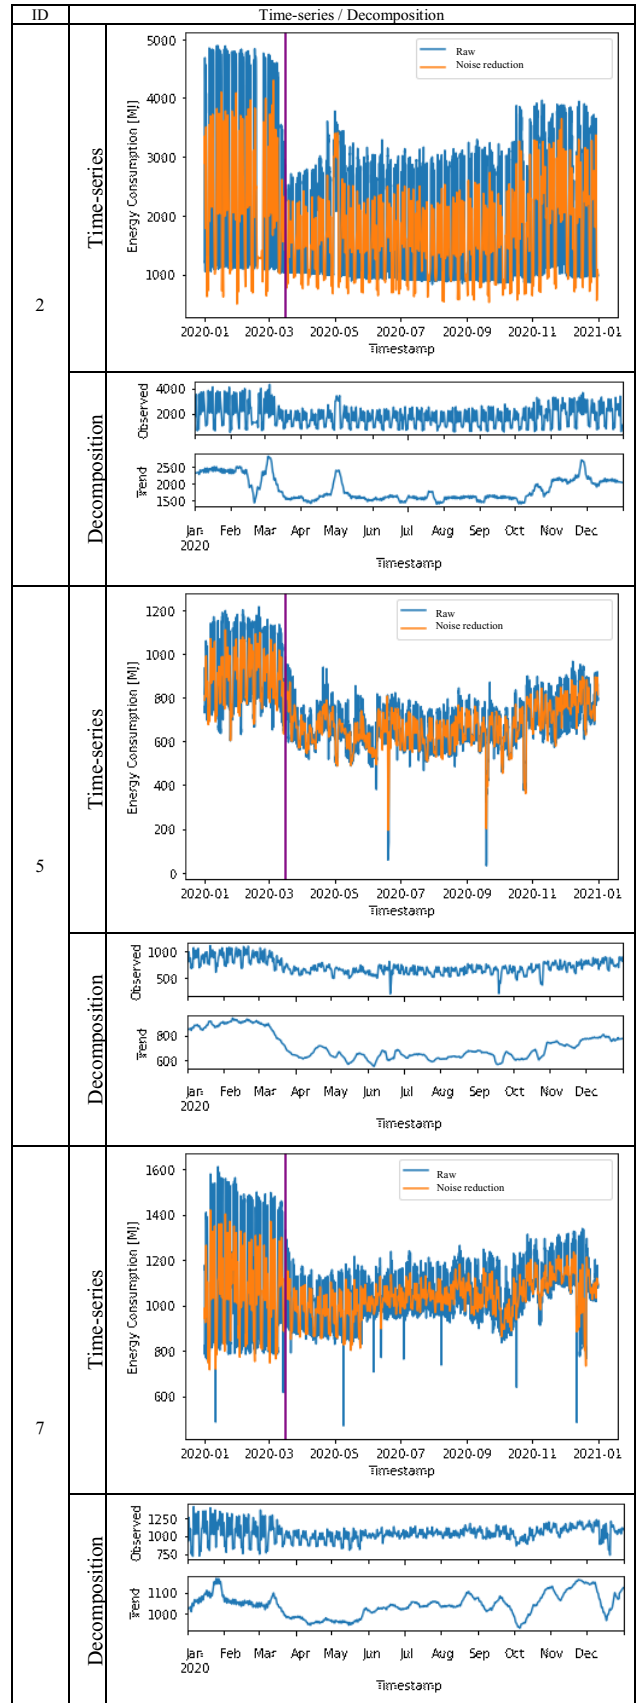 ID
Time-series / Decomposition
2
Time-series
5000
4000
3000
2000
1000
Energy Consumption [MJ]
Raw
Noise reduction
2020-01 2020-03 2020-05 2020-07 2020-09 2020-11 2021-01
Timestamp
Decomposition
4000
2000
Observed
2500
2000
1500
Trend
Jan Feb Mar Apr May Jun Jul Aug Sep Oct Nov Dec
2020
Timestamp
5
Time-series
1200
1000
800
600
400
200
0
Energy Consumption [MJ]
Raw
Noise reduction
2020-01 2020-03 2020-05 2020-07 2020-09 2020-11 2021-01
Timestamp
Decomposition
1000
500
Observed
800
600
Trend
Jan Feb Mar Apr May Jun Jul Aug Sep Oct Nov Dec
2020
Timestamp
7
Time-series
1600
1400
1200
1000
800
600
Energy Consumption [MJ]
Raw
Noise reduction
2020-01 2020-03 2020-05 2020-07 2020-09 2020-11 2021-01
Timestamp
Decomposition
1250
1000
750
Observed
1100
1000
Trend
Jan Feb Mar Apr May Jun Jul Aug Sep Oct Nov Dec
2020
Timestamp